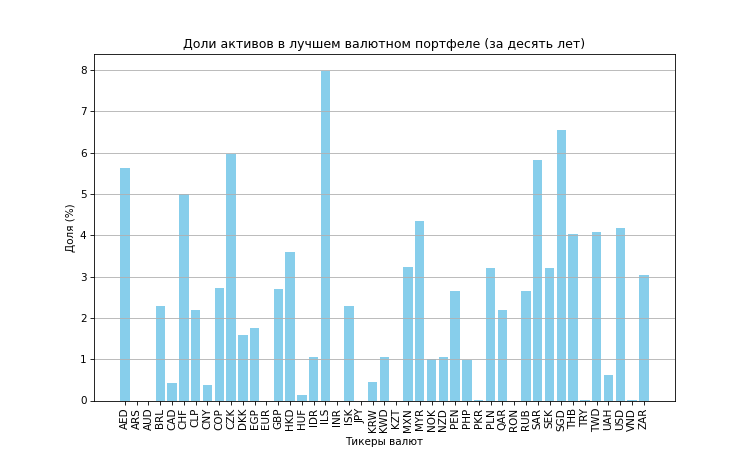 Доли активов в лучшем валютном портфеле (за десять лет)
Доля (%)
8
7
6
5
4
3
2
1
0
AED ARS AUD BRL CAD CHF CLP CNY COP CZK DKK EGP EUR GBP HKD HUF IDR ILS INR ISK JPY KRW KWD KZT MXN MYR NOK NZD PEN PHP PKR PLN QAR RON RUB SAR SEK SGD THB TRY TWD UAH USD VND ZAR
Тикеры валют